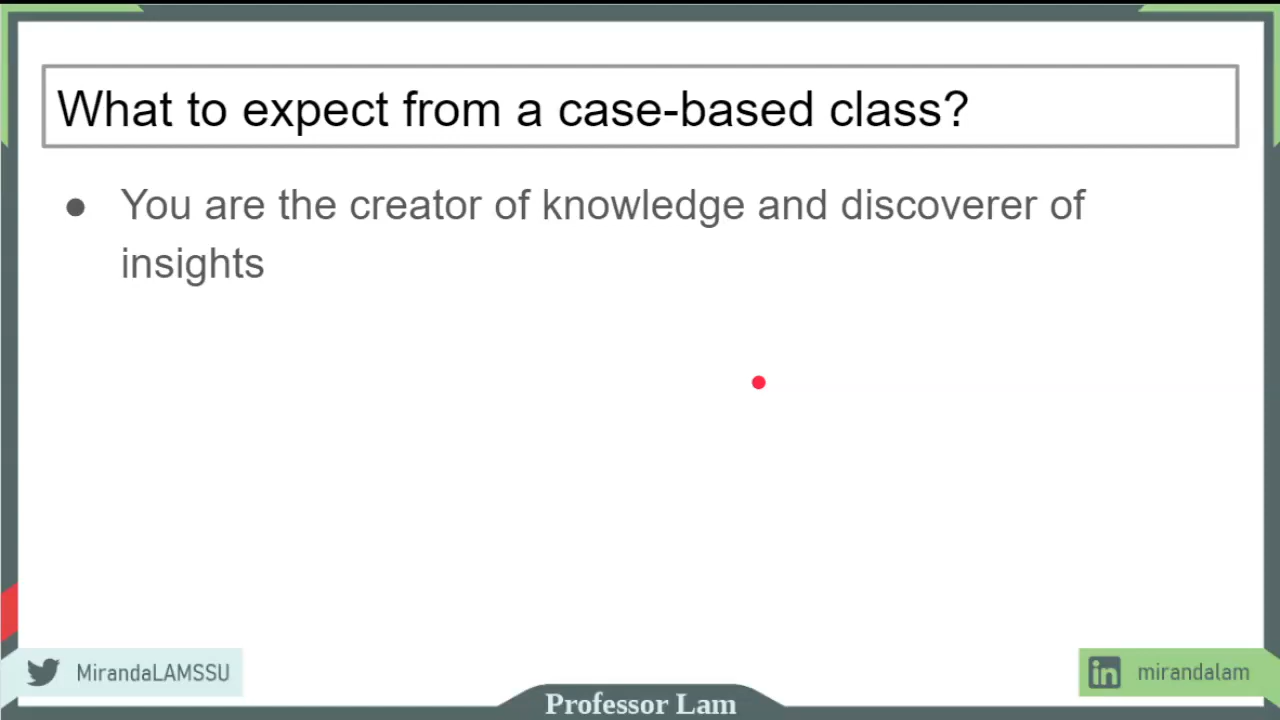 What to expect from a case-based class?
● You are the creator of knowledge and discoverer of
insights
MirandaLAMSSU
in mirandalam
Professor Lam